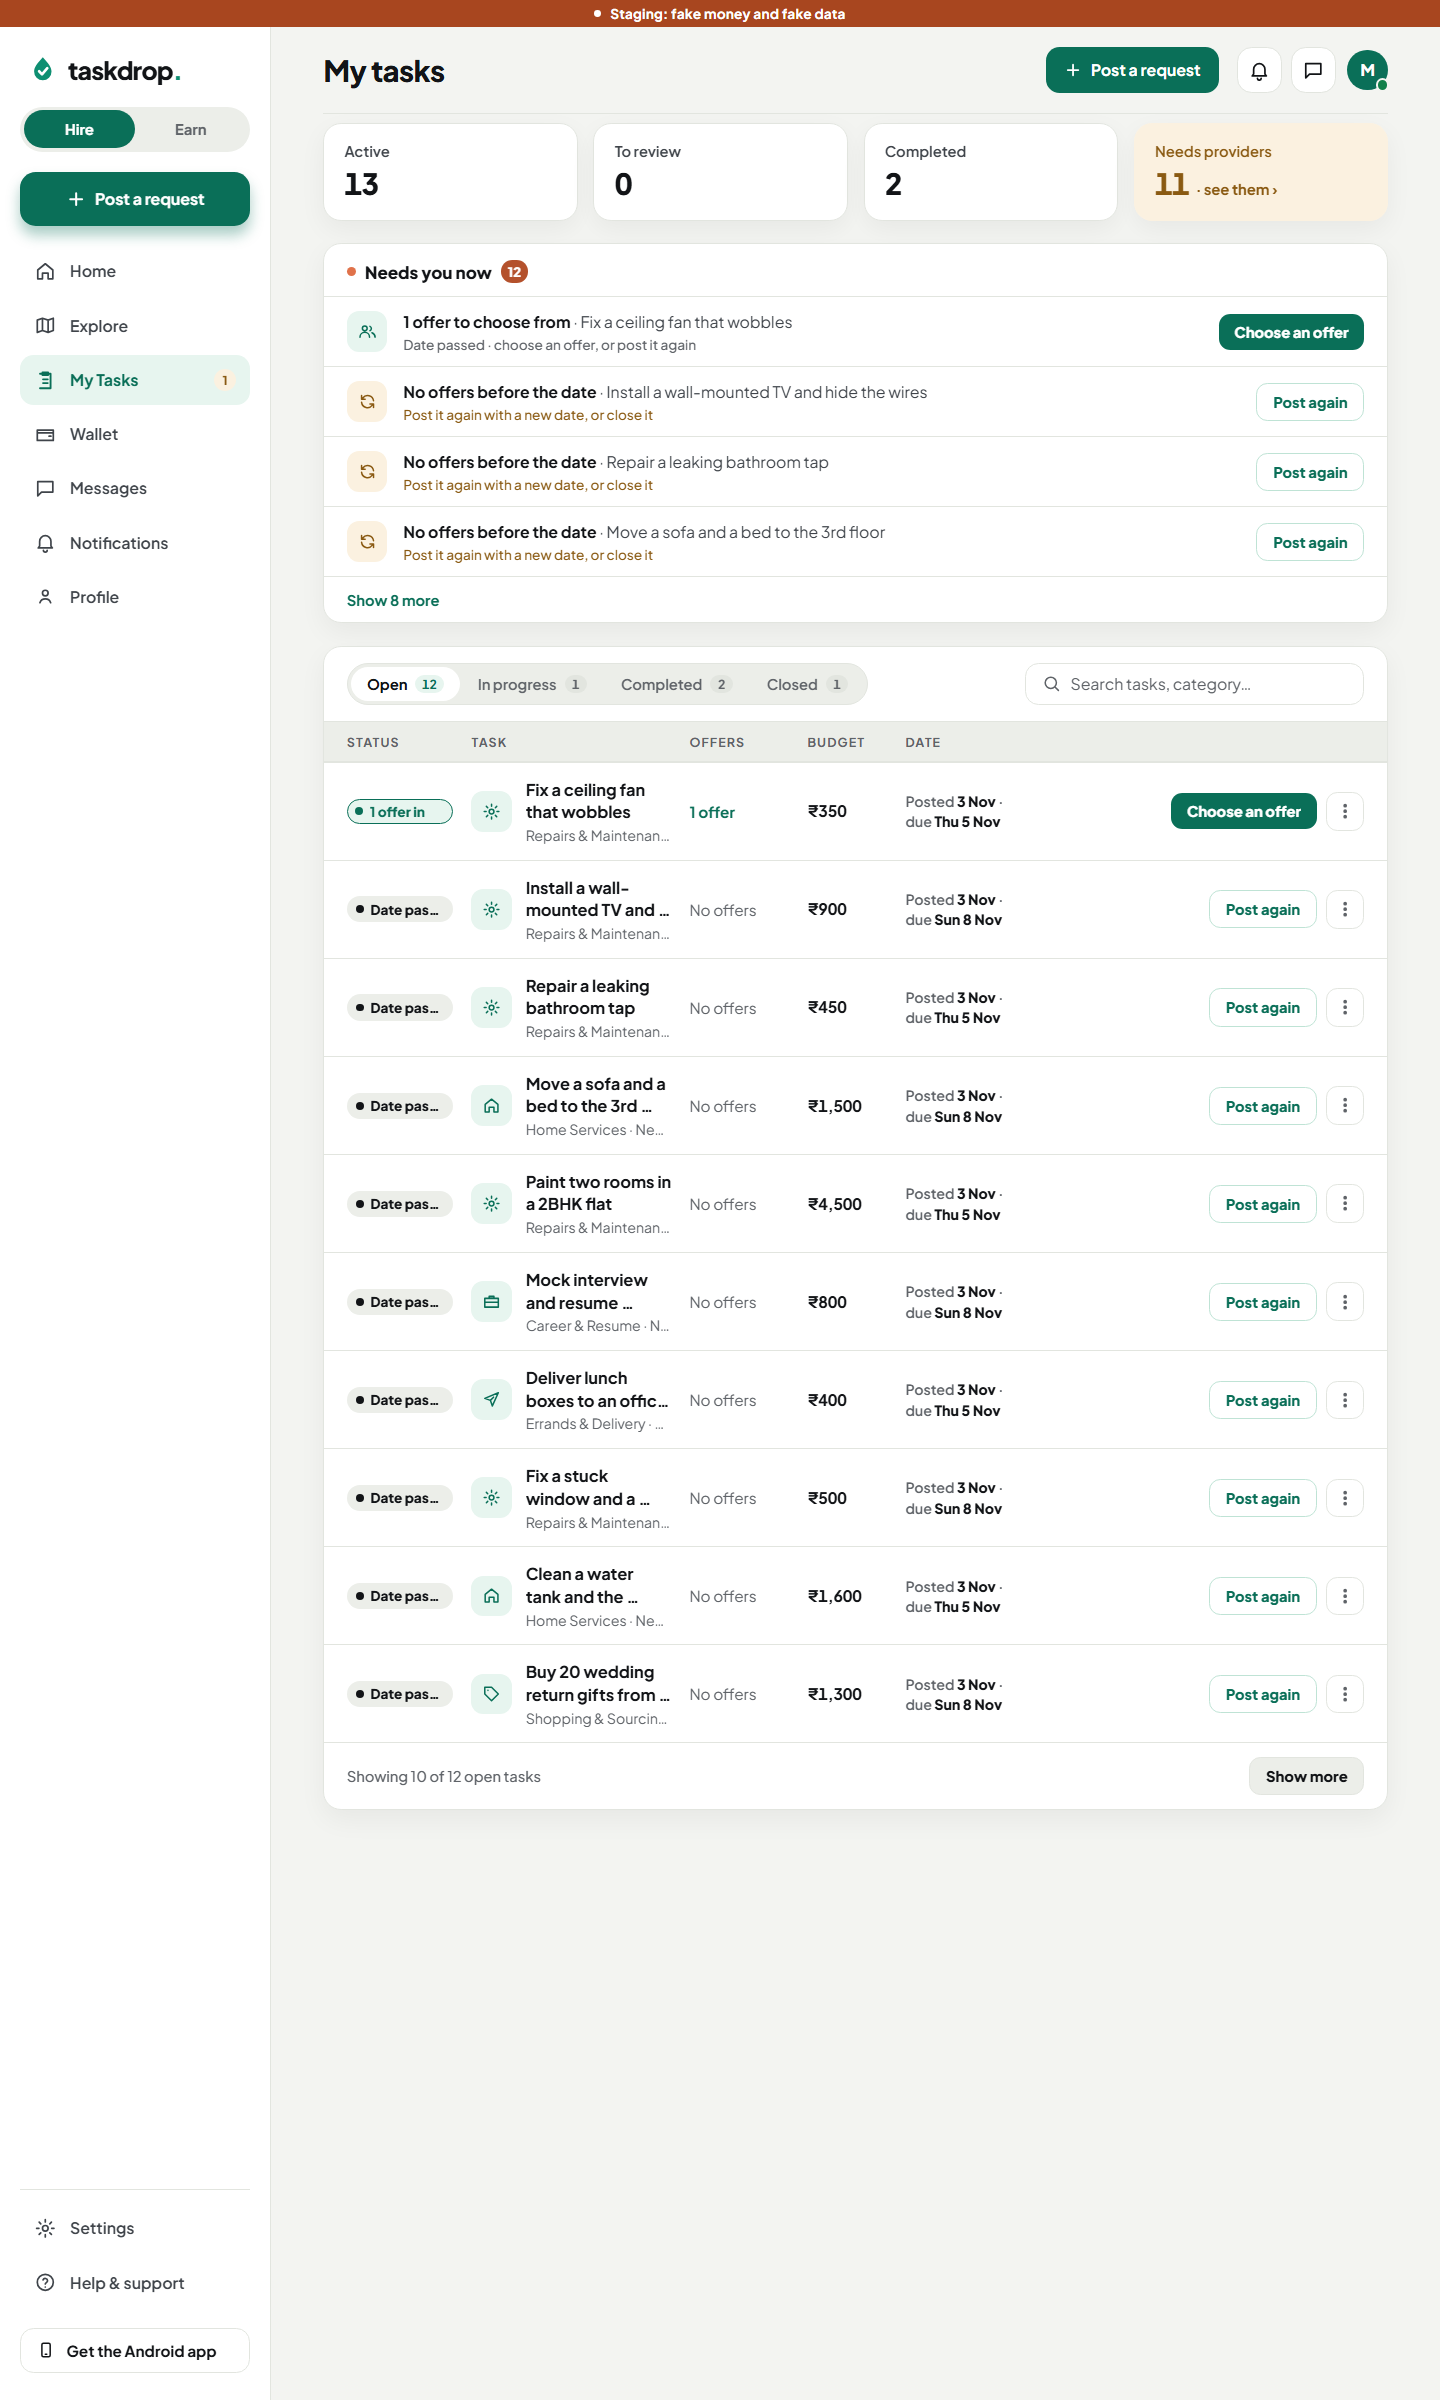 Staging: fake money and fake data
taskdrop.
Hire
Earn
Post a request
Home
Explore
My Tasks 1
Wallet
Messages
Notifications
Profile
Settings
Help & support
Get the Android app
My tasks
Post a request
M
Active
13
To review
0
Completed
2
Needs providers
11 · see them ›
Needs you now 12
1 offer to choose from · Fix a ceiling fan that wobbles
Date passed · choose an offer, or post it again
Choose an offer
No offers before the date · Install a wall-mounted TV and hide the wires
Post it again with a new date, or close it
Post again
No offers before the date · Repair a leaking bathroom tap
Post it again with a new date, or close it
Post again
No offers before the date · Move a sofa and a bed to the 3rd floor
Post it again with a new date, or close it
Post again
Show 8 more
Open 12
In progress 1
Completed 2
Closed 1
Search tasks, category...
STATUS TASK OFFERS BUDGET DATE
1 offer in
Fix a ceiling fan
that wobbles
Repairs & Maintenan...
1 offer
₹350
Posted 3 Nov ·
due Thu 5 Nov
Choose an offer
Date pas...
Install a wall-
mounted TV and ...
Repairs & Maintenan...
No offers
₹900
Posted 3 Nov ·
due Sun 8 Nov
Post again
Date pas...
Repair a leaking
bathroom tap
Repairs & Maintenan...
No offers
₹450
Posted 3 Nov ·
due Thu 5 Nov
Post again
Date pas...
Move a sofa and a
bed to the 3rd ...
Home Services · Ne...
No offers
₹1,500
Posted 3 Nov ·
due Sun 8 Nov
Post again
Date pas...
Paint two rooms in
a 2BHK flat
Repairs & Maintenan...
No offers
₹4,500
Posted 3 Nov ·
due Thu 5 Nov
Post again
Date pas...
Mock interview
and resume ...
Career & Resume · N...
No offers
₹800
Posted 3 Nov ·
due Sun 8 Nov
Post again
Date pas...
Deliver lunch
boxes to an offic...
Errands & Delivery · ...
No offers
₹400
Posted 3 Nov ·
due Thu 5 Nov
Post again
Date pas...
Fix a stuck
window and a ...
Repairs & Maintenan...
No offers
₹500
Posted 3 Nov ·
due Sun 8 Nov
Post again
Date pas...
Clean a water
tank and the ...
Home Services · Ne...
No offers
₹1,600
Posted 3 Nov ·
due Thu 5 Nov
Post again
Date pas...
Buy 20 wedding
return gifts from ...
Shopping & Sourcin...
No offers
₹1,300
Posted 3 Nov ·
due Sun 8 Nov
Post again
Showing 10 of 12 open tasks
Show more